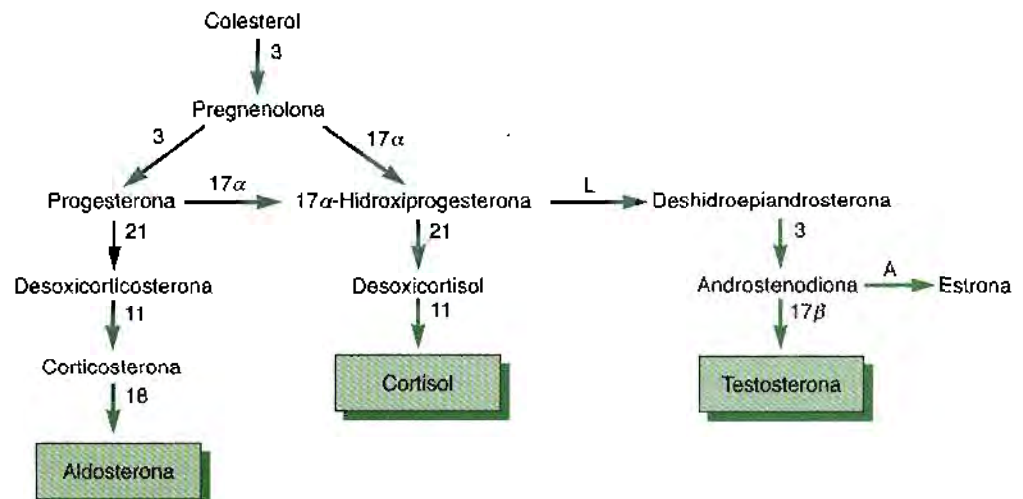 Colesterol
3
Pregnenolona
3
17α
Progesterona
17α
17α-Hidroxiprogesterona
L
Deshidroepiandrosterona
21
21
3
Desoxicorticosterona
Desoxicortisol
Androstenodiona
A
Estrona
11
11
17β
Corticosterona
Cortisol
Testosterona
18
Aldosterona